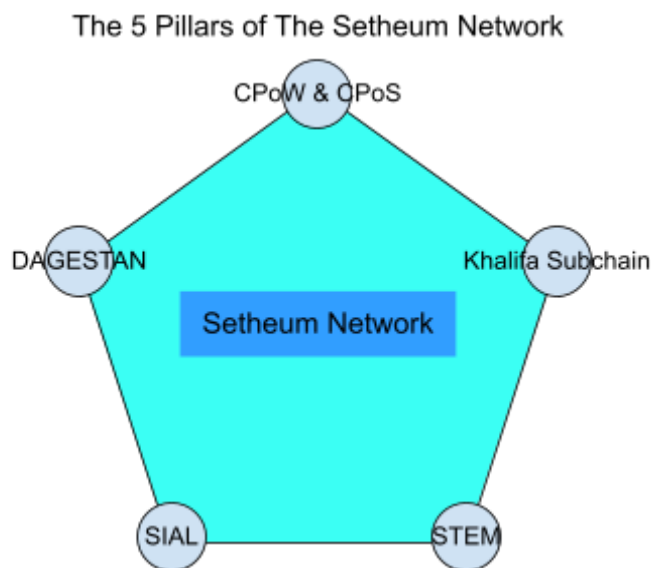 The 5 Pillars of The Setheum Network
CPoW & CPoS
DAGESTAN
Khalifa Subchain
Setheum Network
SIAL
STEM